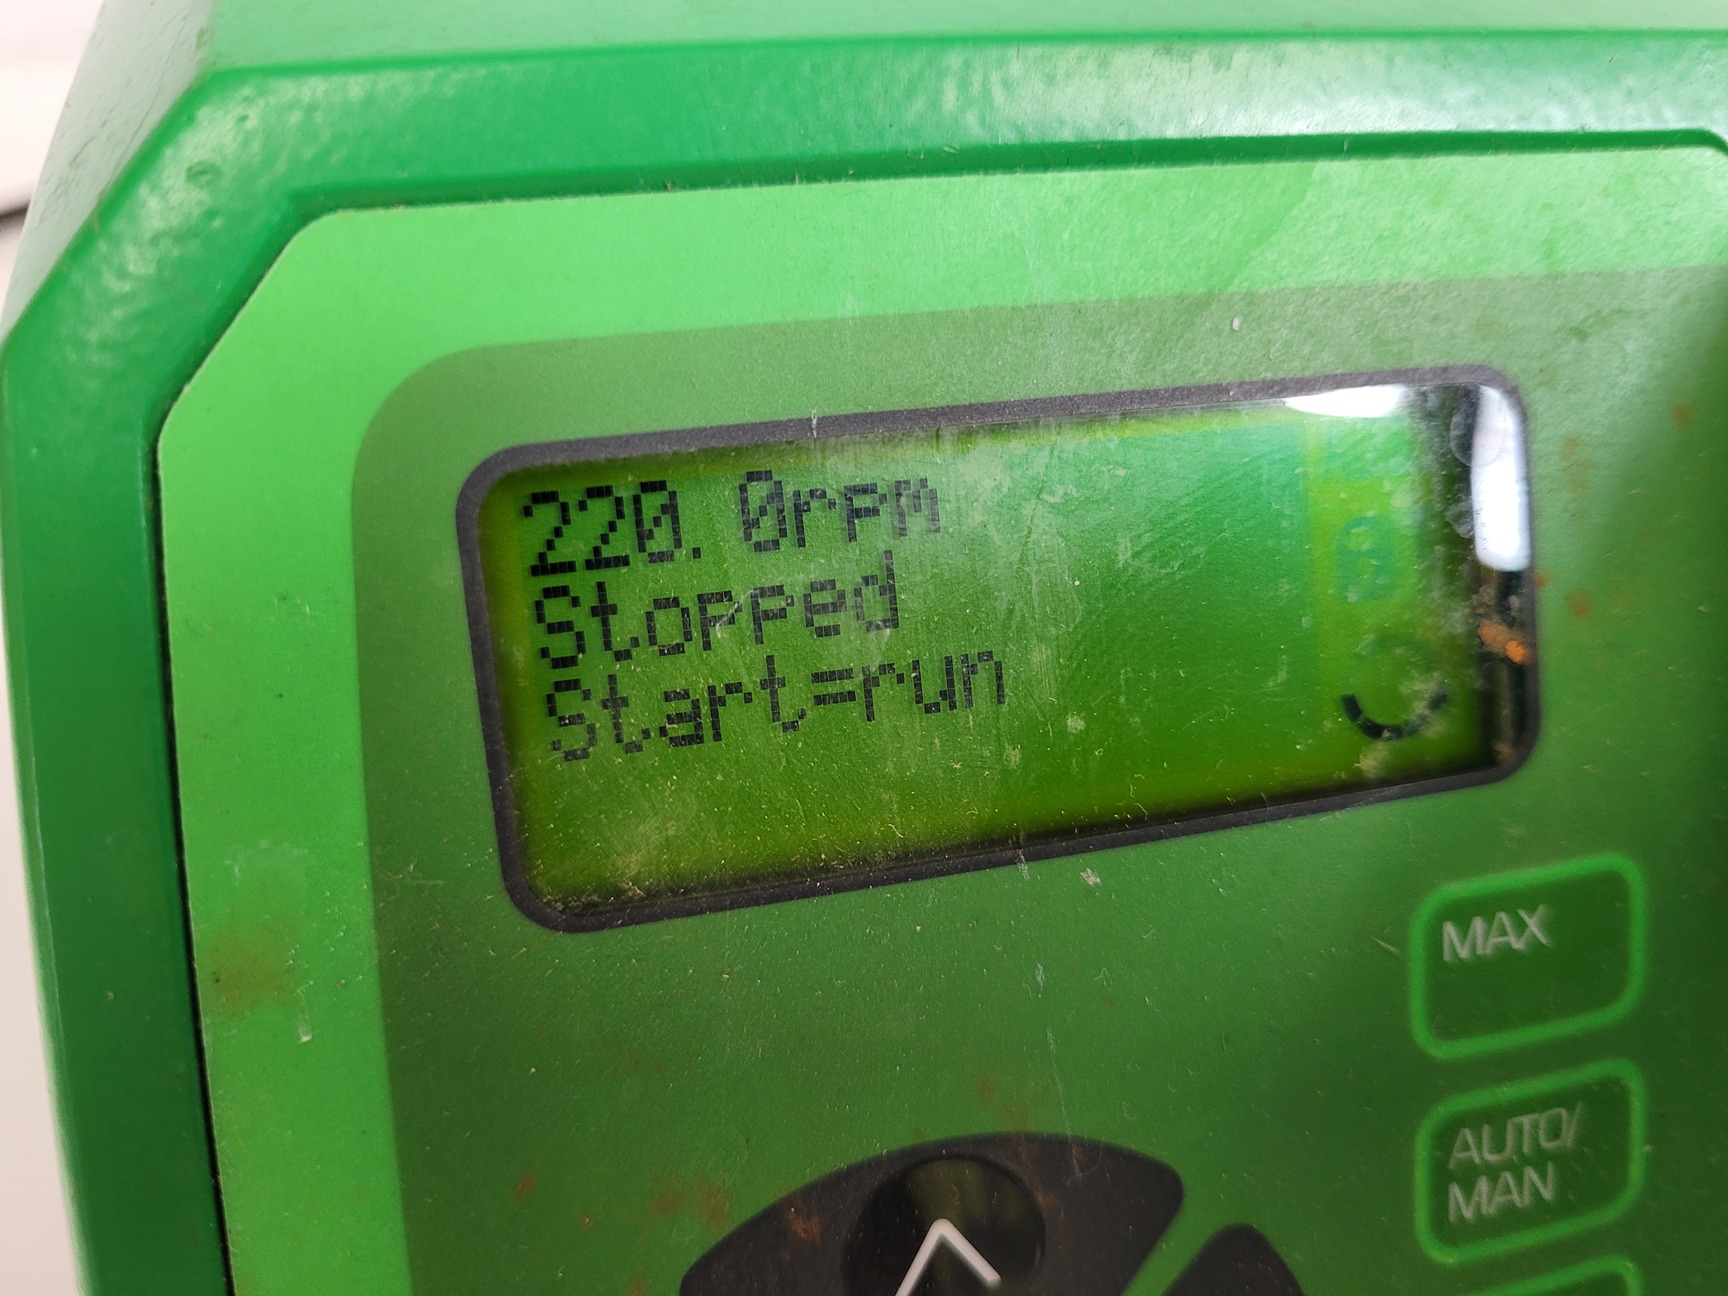 220.0rpm
Stopped
Start=run
MAX
AUTO/
MAN